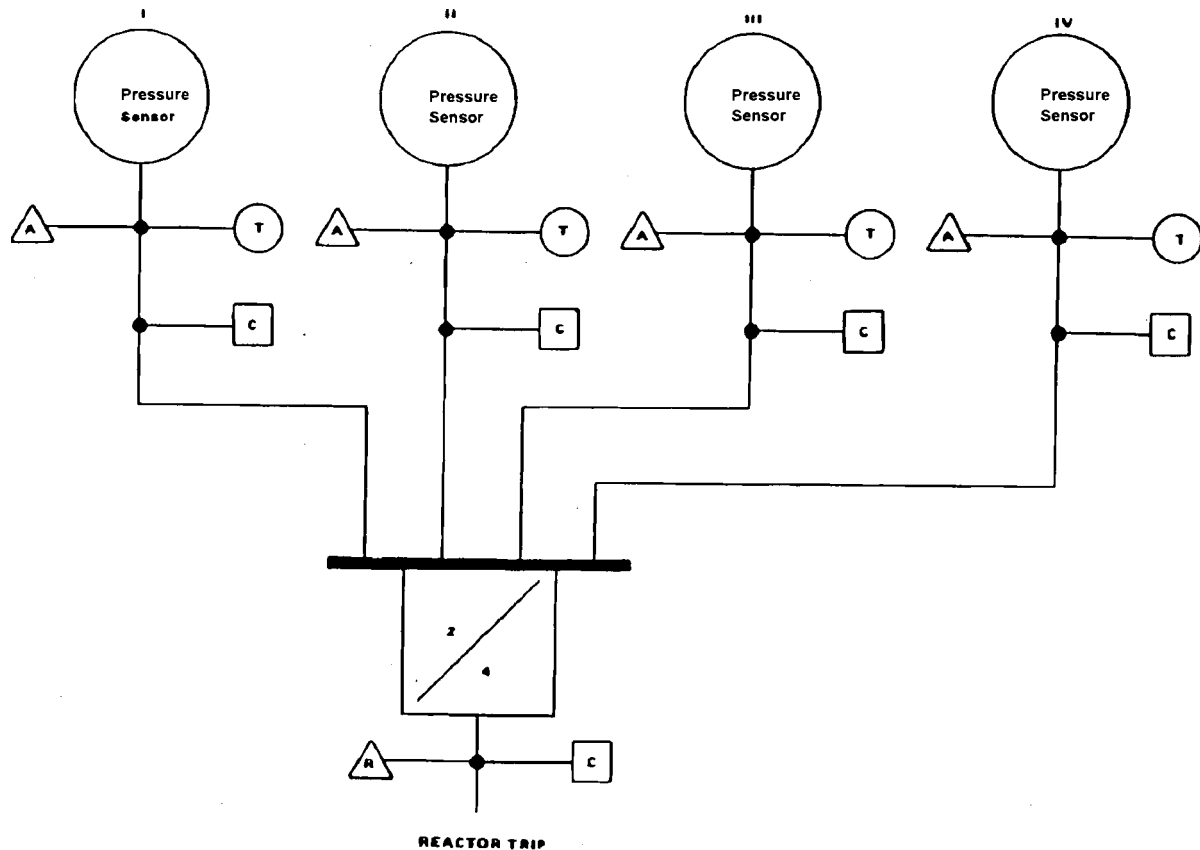 I II III IV
Pressure Sensor
Pressure Sensor
Pressure Sensor
Pressure Sensor
A T A T A T A T
C C C C
2
4
R C
REACTOR TRIP